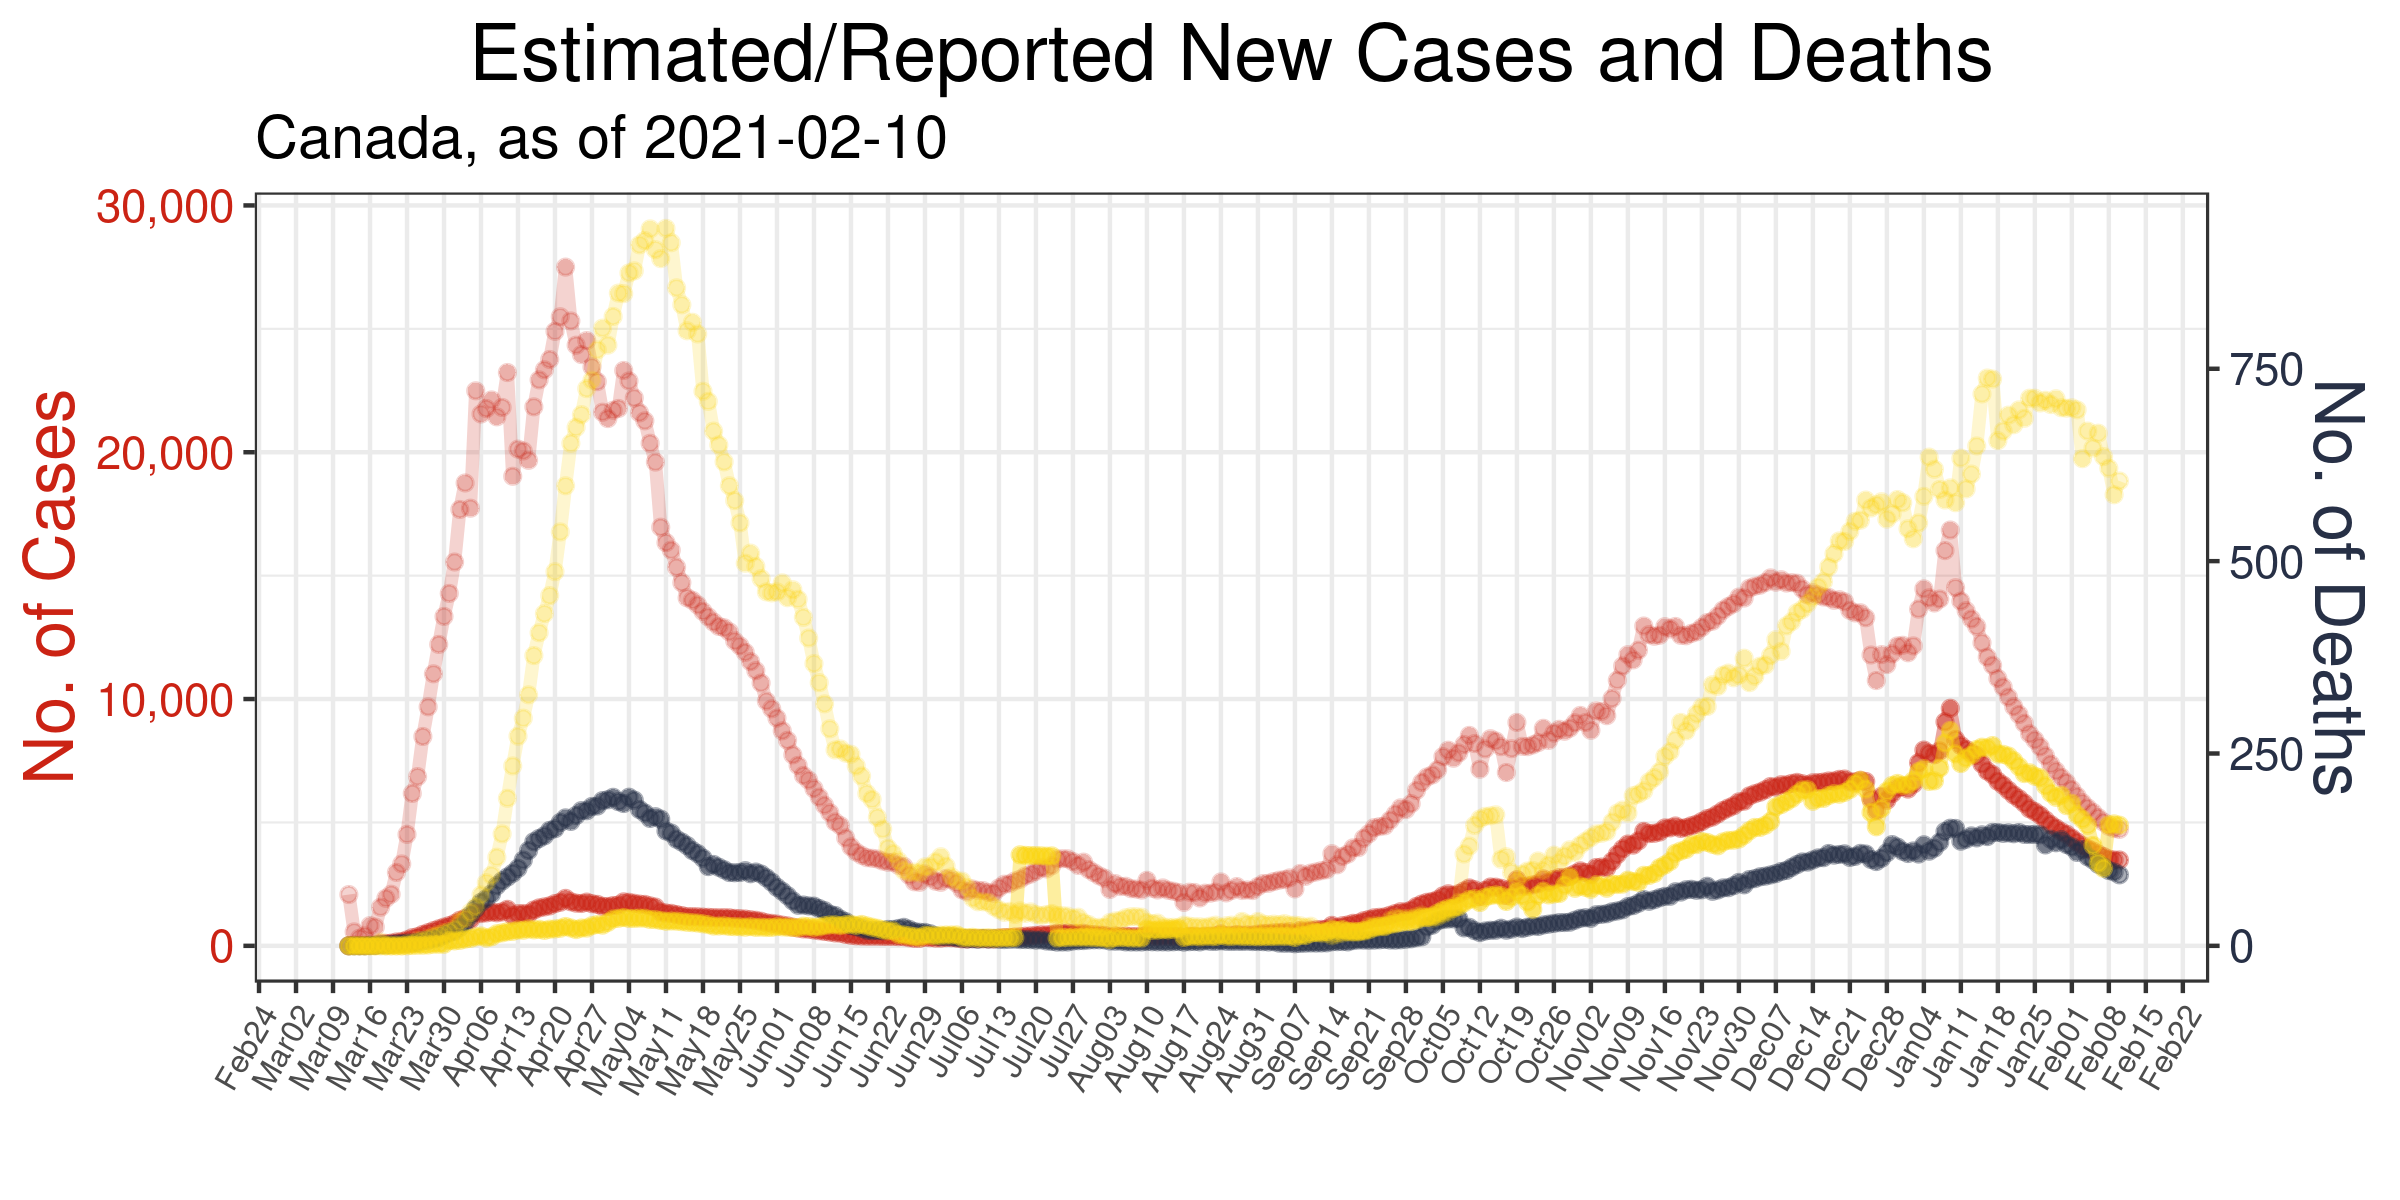 Estimated/Reported New Cases and Deaths
Canada, as of 2021-02-10
No. of Cases
30,000
20,000
10,000
0
750
500
250
0
No. of Deaths
Feb24
Mar02
Mar09
Mar16
Mar23
Mar30
Apr06
Apr13
Apr20
Apr27
May04
May11
May18
May25
Jun01
Jun08
Jun15
Jun22
Jun29
Jul06
Jul13
Jul20
Jul27
Aug03
Aug10
Aug17
Aug24
Aug31
Sep07
Sep14
Sep21
Sep28
Oct05
Oct12
Oct19
Oct26
Nov02
Nov09
Nov16
Nov23
Nov30
Dec07
Dec14
Dec21
Dec28
Jan04
Jan11
Jan18
Jan25
Feb01
Feb08
Feb15
Feb22